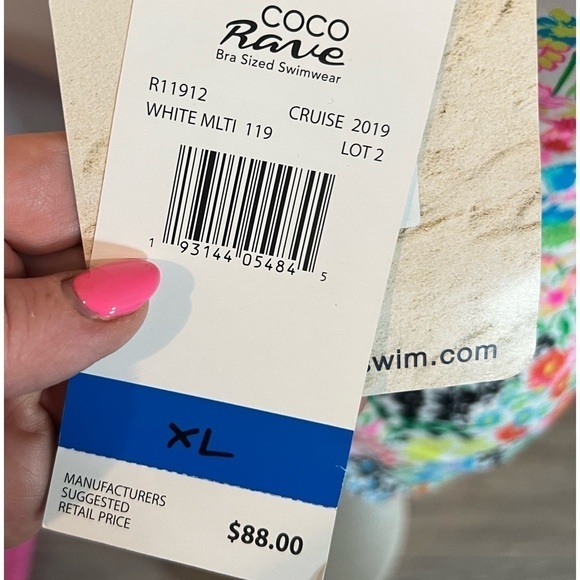 COCO
Rave
Bra Sized Swimwear
R11912
CRUISE 2019
WHITE MLTI 119
LOT 2
1 93144 05484 5
swim.com
XL
MANUFACTURERS
SUGGESTED
RETAIL PRICE
$88.00